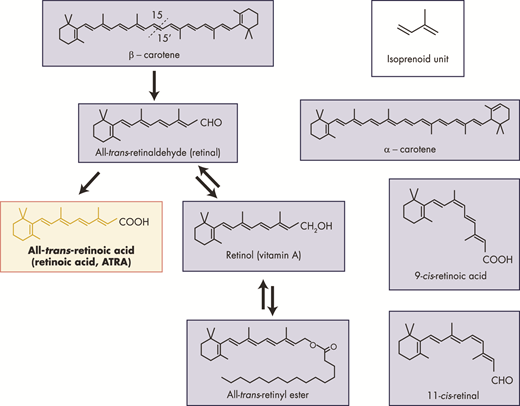 15
15'
β – carotene
Isoprenoid unit
CHO
All-trans-retinaldehyde (retinal)
α – carotene
COOH
All-trans-retinoic acid
(retinoic acid, ATRA)
CH2OH
Retinol (vitamin A)
COOH
9-cis-retinoic acid
O
O
All-trans-retinyl ester
CHO
11-cis-retinal